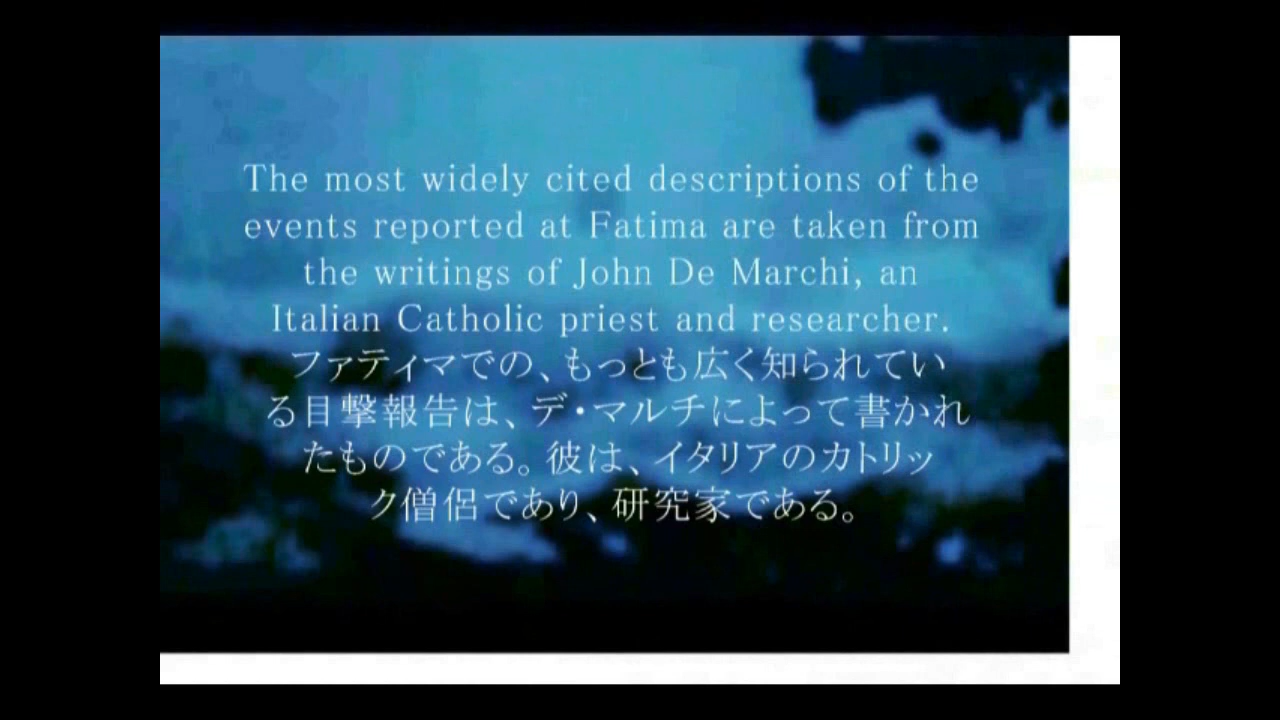 The most widely cited descriptions of the
events reported at Fatima are taken from
the writings of John De Marchi, an
Italian Catholic priest and researcher.
ファティマでの、もっとも広く知られてい
る目撃報告は、デ・マルチによって書かれ
たものである。彼は、イタリアのカトリッ
ク僧侶であり、研究家である。